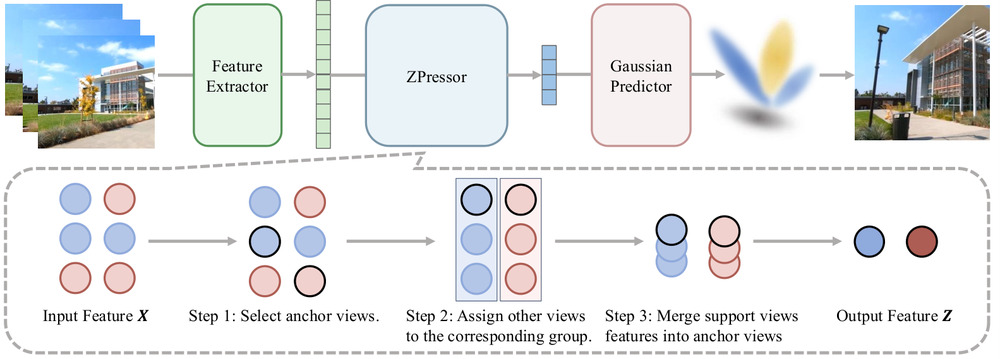 Feature
Extractor
ZPressor
Gaussian
Predictor
Input Feature X
Step 1: Select anchor views.
Step 2: Assign other views
to the corresponding group.
Step 3: Merge support views
features into anchor views
Output Feature Z